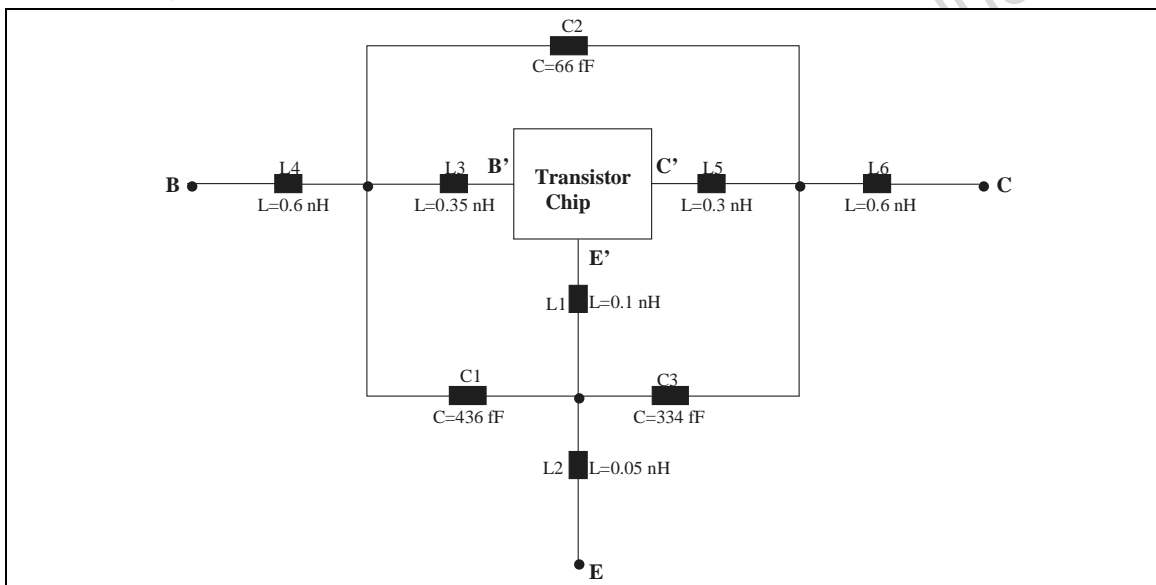 C2
C=66 fF
L4
L3
B'
C'
L5
L6
B
Transistor
Chip
C
L=0.6 nH
L=0.35 nH
L=0.3 nH
L=0.6 nH
E'
L1
L=0.1 nH
C1
C3
C=436 fF
C=334 fF
L2
L=0.05 nH
E